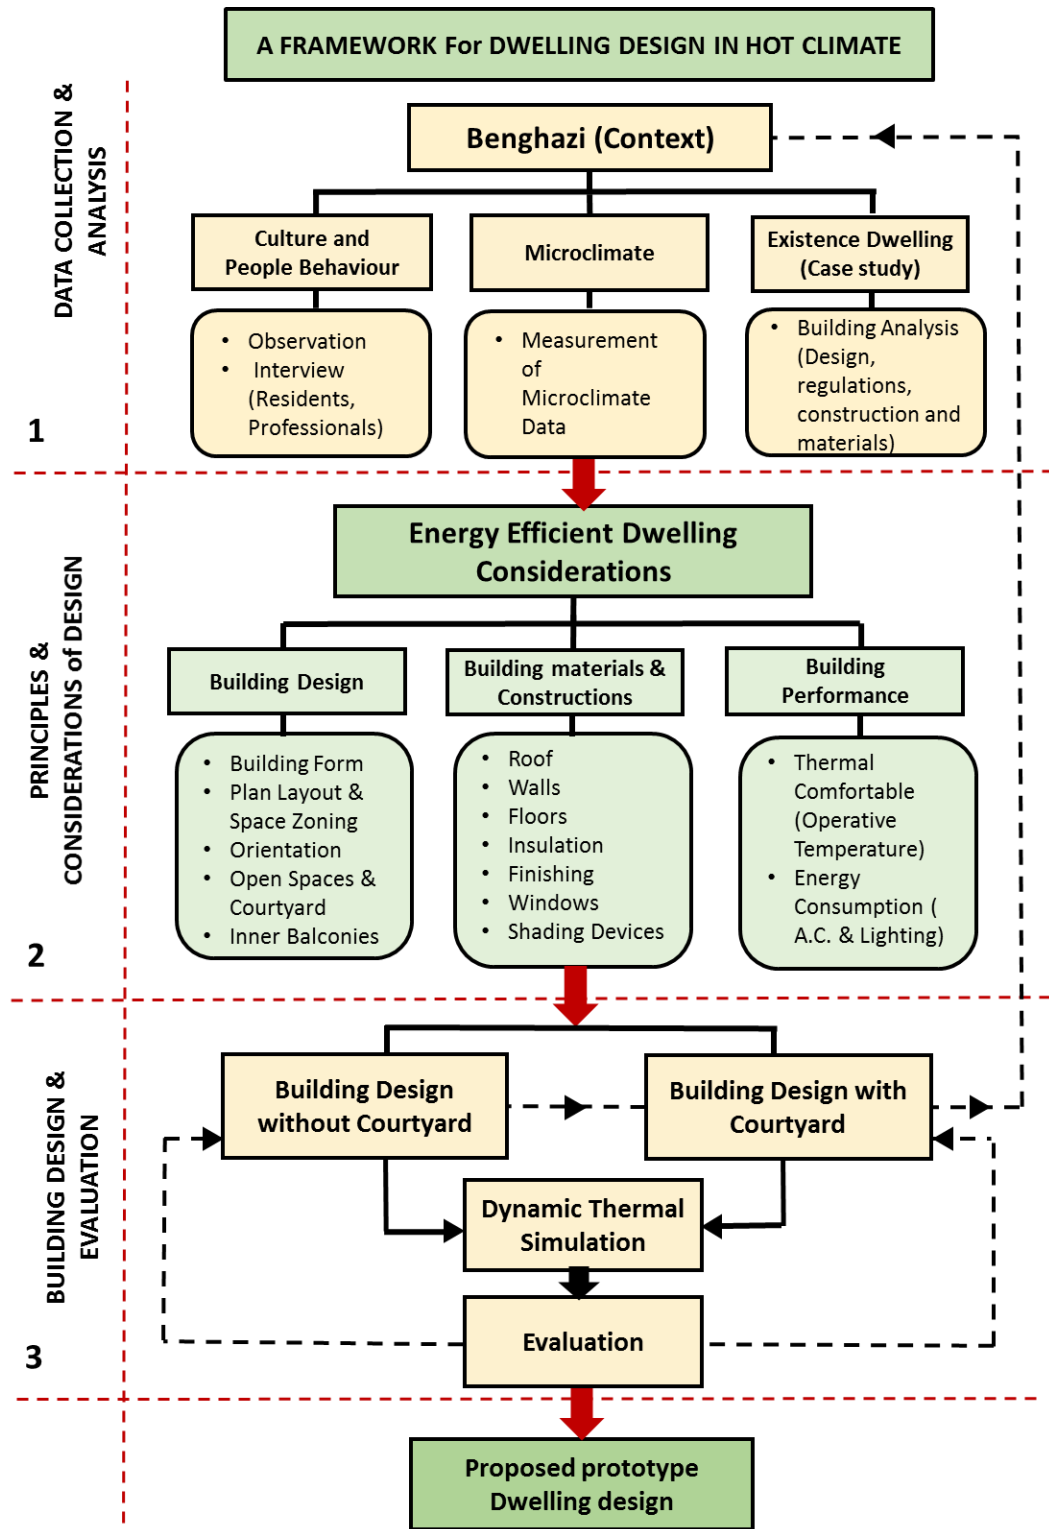 A FRAMEWORK For DWELLING DESIGN IN HOT CLIMATE
DATA COLLECTION &
ANALYSIS
1
Benghazi (Context)
Culture and
People Behaviour
Microclimate
Existence Dwelling
(Case study)
• Observation
• Interview
(Residents,
Professionals)
• Measurement
of
Microclimate
Data
• Building Analysis
(Design,
regulations,
construction and
materials)
PRINCIPLES &
CONSIDERATIONS of DESIGN
2
Energy Efficient Dwelling
Considerations
Building Design
Building materials &
Constructions
Building
Performance
• Building Form
• Plan Layout &
Space Zoning
• Orientation
• Open Spaces &
Courtyard
• Inner Balconies
• Roof
• Walls
• Floors
• Insulation
• Finishing
• Windows
• Shading Devices
• Thermal
Comfortable
(Operative
Temperature)
• Energy
Consumption (
A.C. & Lighting)
BUILDING DESIGN &
EVALUATION
3
Building Design
without Courtyard
Building Design with
Courtyard
Dynamic Thermal
Simulation
Evaluation
Proposed prototype
Dwelling design